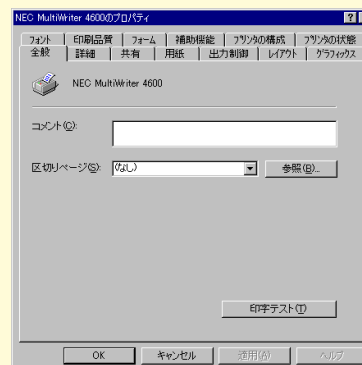 NEC MultiWriter 4600のプロパティ
フォント 印刷品質 フォーム 補助機能 プリンタの構成 プリンタの状態
全般 詳細 共有 用紙 出力制御 レイアウト グラフィックス
NEC MultiWriter 4600
コメント(C):
区切りページ(S): (なし) 参照(B)...
印字テスト(T)
OK キャンセル 適用(A) ヘルプ